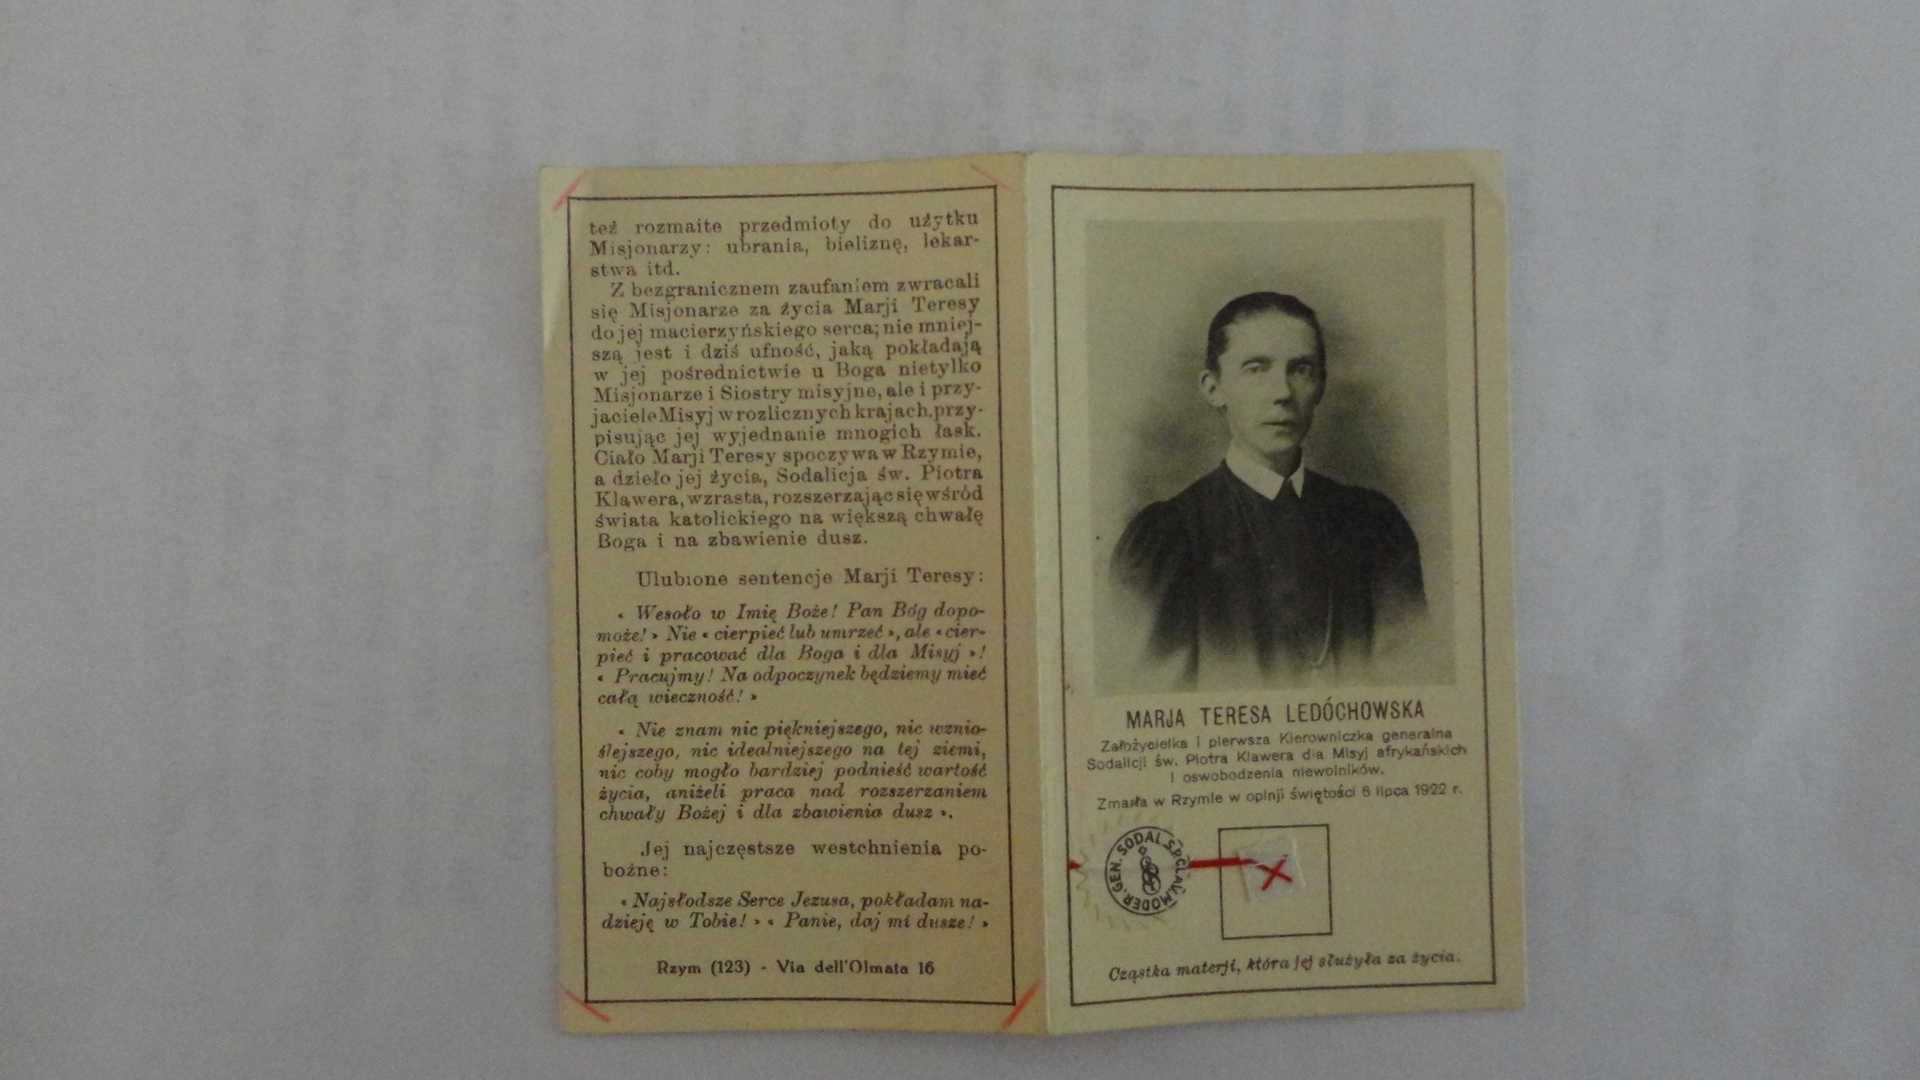 też rozmaite przedmioty do użytku
Misjonarzy: ubrania, bieliznę, lekar-
stwa itd.
Z bezgranicznem zaufaniem zwracali
się Misjonarze za życia Marji Teresy
do jej macierzyńskiego serca; nie mniej-
szą jest i dziś ufność, jaką pokładają
w jej pośrednictwie u Boga nietylko
Misjonarze i Siostry misyjne, ale i przy-
jaciele Misyj w rozlicznych krajach, przy-
pisując jej wyjednanie mnogich łask.
Ciało Marji Teresy spoczywa w Rzymie,
a dzieło jej życia, Sodalicja św. Piotra
Klawera, wzrasta, rozszerzając się wśród
świata katolickiego na większą chwałę
Boga i na zbawienie dusz.
Ulubione sentencje Marji Teresy:
« Wesoło w Imię Boże! Pan Bóg dopo-
może! » Nie « cierpieć lub umrzeć », ale « cier-
pieć i pracować dla Boga i dla Misyj »!
« Pracujmy! Na odpoczynek będziemy mieć
całą wieczność! »
« Nie znam nic piękniejszego, nic wznio-
ślejszego, nic idealniejszego na tej ziemi,
nic coby mogło bardziej podnieść wartość
życia, aniżeli praca nad rozszerzaniem
chwały Bożej i dla zbawienia dusz ».
Jej najczęstsze westchnienia po-
bożne:
« Najsłodsze Serce Jezusa, pokładam na-
dzieję w Tobie! » « Panie, daj mi dusze! »
Rzym (123) - Via dell'Olmata 16
MARJA TERESA LEDÓCHOWSKA
Założycielka i pierwsza Kierowniczka generalna
Sodalicji św. Piotra Klawera dla Misyj afrykańskich
i oswobodzenia niewolników.
Zmarła w Rzymie w opinji świętości 6 lipca 1922 r.
MODER. GEN. SODAL. S. P. CLAV.
Cząstka materji, która jej służyła za życia.